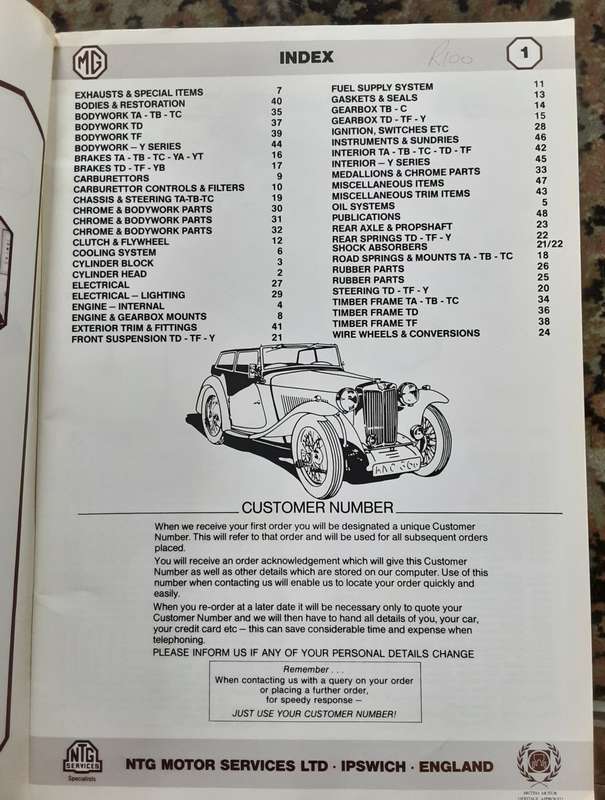 MG
INDEX
R100
1
EXHAUSTS & SPECIAL ITEMS 7
BODIES & RESTORATION 40
BODYWORK TA - TB - TC 35
BODYWORK TD 37
BODYWORK TF 39
BODYWORK – Y SERIES 44
BRAKES TA - TB - TC - YA - YT 16
BRAKES TD - TF - YB 17
CARBURETTORS 9
CARBURETTOR CONTROLS & FILTERS 10
CHASSIS & STEERING TA-TB-TC 19
CHROME & BODYWORK PARTS 30
CHROME & BODYWORK PARTS 31
CHROME & BODYWORK PARTS 32
CLUTCH & FLYWHEEL 12
COOLING SYSTEM 6
CYLINDER BLOCK 3
CYLINDER HEAD 2
ELECTRICAL 27
ELECTRICAL – LIGHTING 29
ENGINE – INTERNAL 4
ENGINE & GEARBOX MOUNTS 8
EXTERIOR TRIM & FITTINGS 41
FRONT SUSPENSION TD - TF - Y 21
FUEL SUPPLY SYSTEM 11
GASKETS & SEALS 13
GEARBOX TB - C 14
GEARBOX TD - TF - Y 15
IGNITION, SWITCHES ETC 28
INSTRUMENTS & SUNDRIES 46
INTERIOR TA - TB - TC - TD - TF 42
INTERIOR – Y SERIES 45
MEDALLIONS & CHROME PARTS 33
MISCELLANEOUS ITEMS 47
MISCELLANEOUS TRIM ITEMS 43
OIL SYSTEMS 5
PUBLICATIONS 48
REAR AXLE & PROPSHAFT 23
REAR SPRINGS TD - TF - Y 22
SHOCK ABSORBERS 21/22
ROAD SPRINGS & MOUNTS TA - TB - TC 18
RUBBER PARTS 26
RUBBER PARTS 25
STEERING TD - TF - Y 20
TIMBER FRAME TA - TB - TC 34
TIMBER FRAME TD 36
TIMBER FRAME TF 38
WIRE WHEELS & CONVERSIONS 24
CUSTOMER NUMBER
When we receive your first order you will be designated a unique Customer
Number. This will refer to that order and will be used for all subsequent orders
placed.
You will receive an order acknowledgement which will give this Customer
Number as well as other details which are stored on our computer. Use of this
number when contacting us will enable us to locate your order quickly and
easily.
When you re-order at a later date it will be necessary only to quote your
Customer Number and we will then have to hand all details of you, your car,
your credit card etc – this can save considerable time and expense when
telephoning.
PLEASE INFORM US IF ANY OF YOUR PERSONAL DETAILS CHANGE
Remember . . .
When contacting us with a query on your order
or placing a further order,
for speedy response –
JUST USE YOUR CUSTOMER NUMBER!
NTG
SERVICES
Specialists
NTG MOTOR SERVICES LTD · IPSWICH · ENGLAND
BRITISH MOTOR
HERITAGE APPROVED